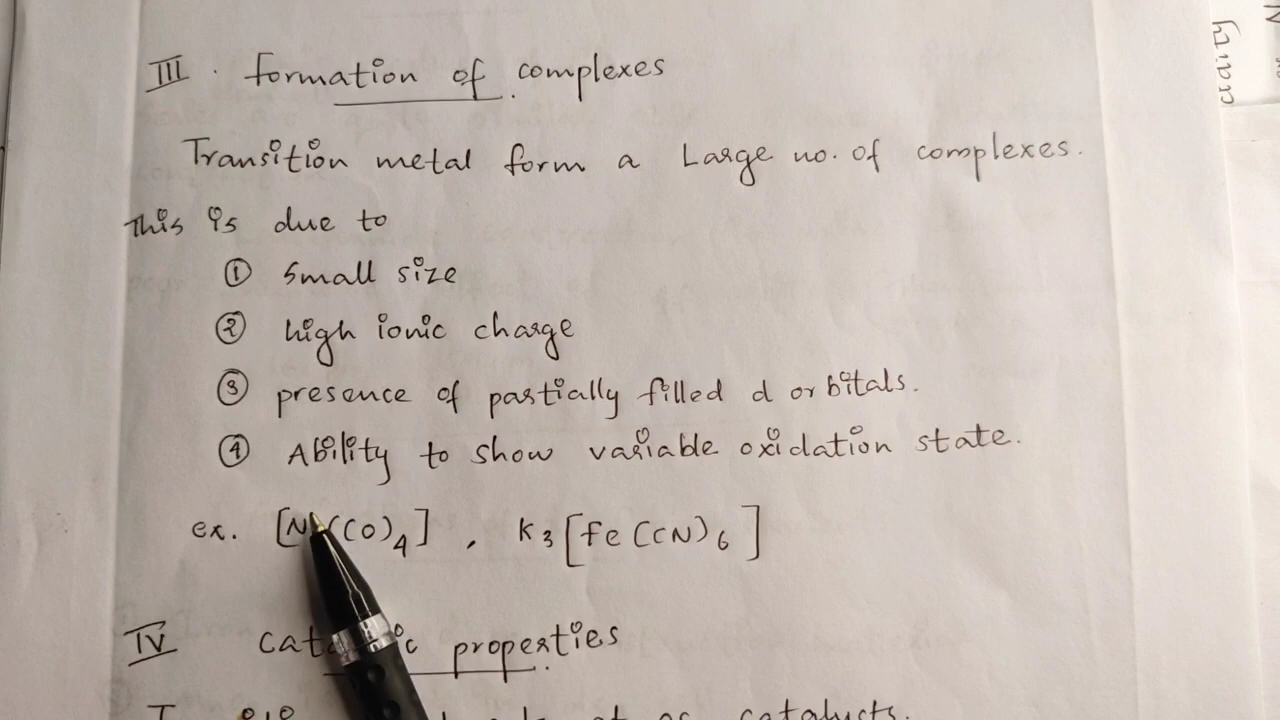 III . Formation of complexes
Transition metal form a Large no. of complexes.
This is due to
① Small size
② high ionic charge
③ presence of partially filled d orbitals.
④ Ability to show variable oxidation state.
ex. [N (CO)4] , K3[Fe(CN)6]
IV properties
catalycts.